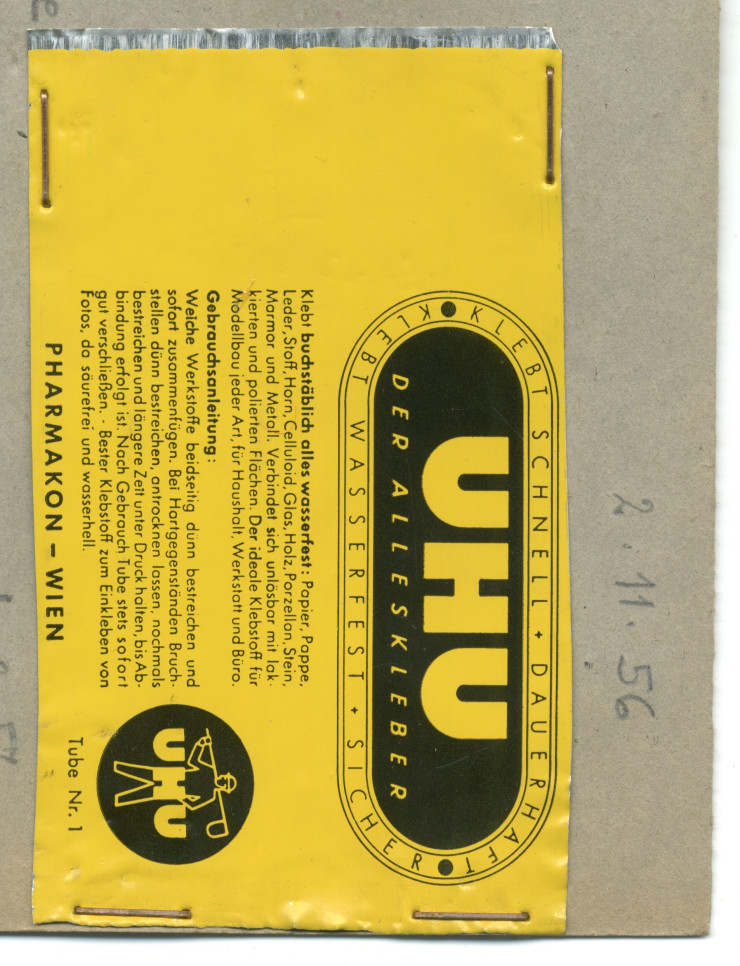 KLEBT SCHNELL + DAUERHAFT
UHU
DER ALLESKLEBER
KLEBT WASSERFEST + SICHER
Klebt buchstäblich alles wasserfest: Papier, Pappe,
Leder, Stoff, Horn, Celluloid, Glas, Holz, Porzellan, Stein,
Marmor und Metall. Verbindet sich unlösbar mit lak-
kierten und polierten Flächen. Der ideale Klebstoff für
Modellbau jeder Art, für Haushalt, Werkstatt und Büro.
Gebrauchsanleitung:
Weiche Werkstoffe beidseitig dünn bestreichen und
sofort zusammenfügen. Bei Hartgegenständen Bruch-
stellen dünn bestreichen, antrocknen lassen, nochmals
bestreichen und längere Zeit unter Druck halten, bis Ab-
bindung erfolgt ist. Nach Gebrauch Tube stets sofort
gut verschließen. - Bester Klebstoff zum Einkleben von
Fotos, da säurefrei und wasserhell.
PHARMAKON – WIEN
UHU
Tube Nr. 1
2.11.56